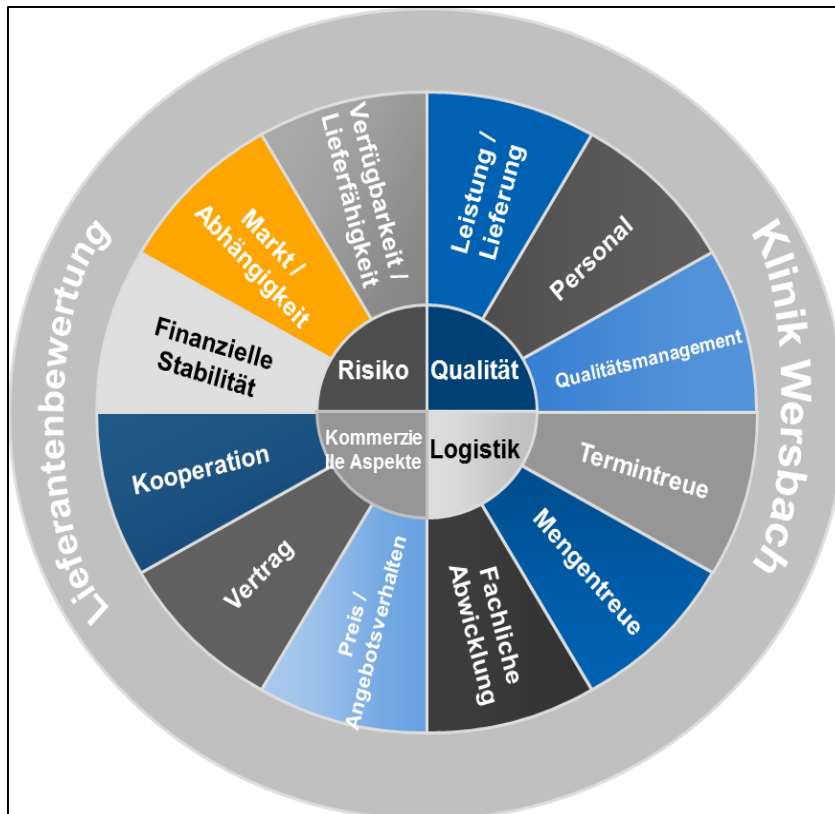 Lieferantenbewertung
Klinik Wersbach
Verfügbarkeit /
Lieferfähigkeit
Leistung /
Lieferung
Markt /
Abhängigkeit
Personal
Finanzielle
Stabilität
Qualitätsmanagement
Risiko
Qualität
Kommerzie
lle Aspekte
Logistik
Kooperation
Termintreue
Vertrag
Mengentreue
Preis /
Angebotsverhalten
Fachliche
Abwicklung